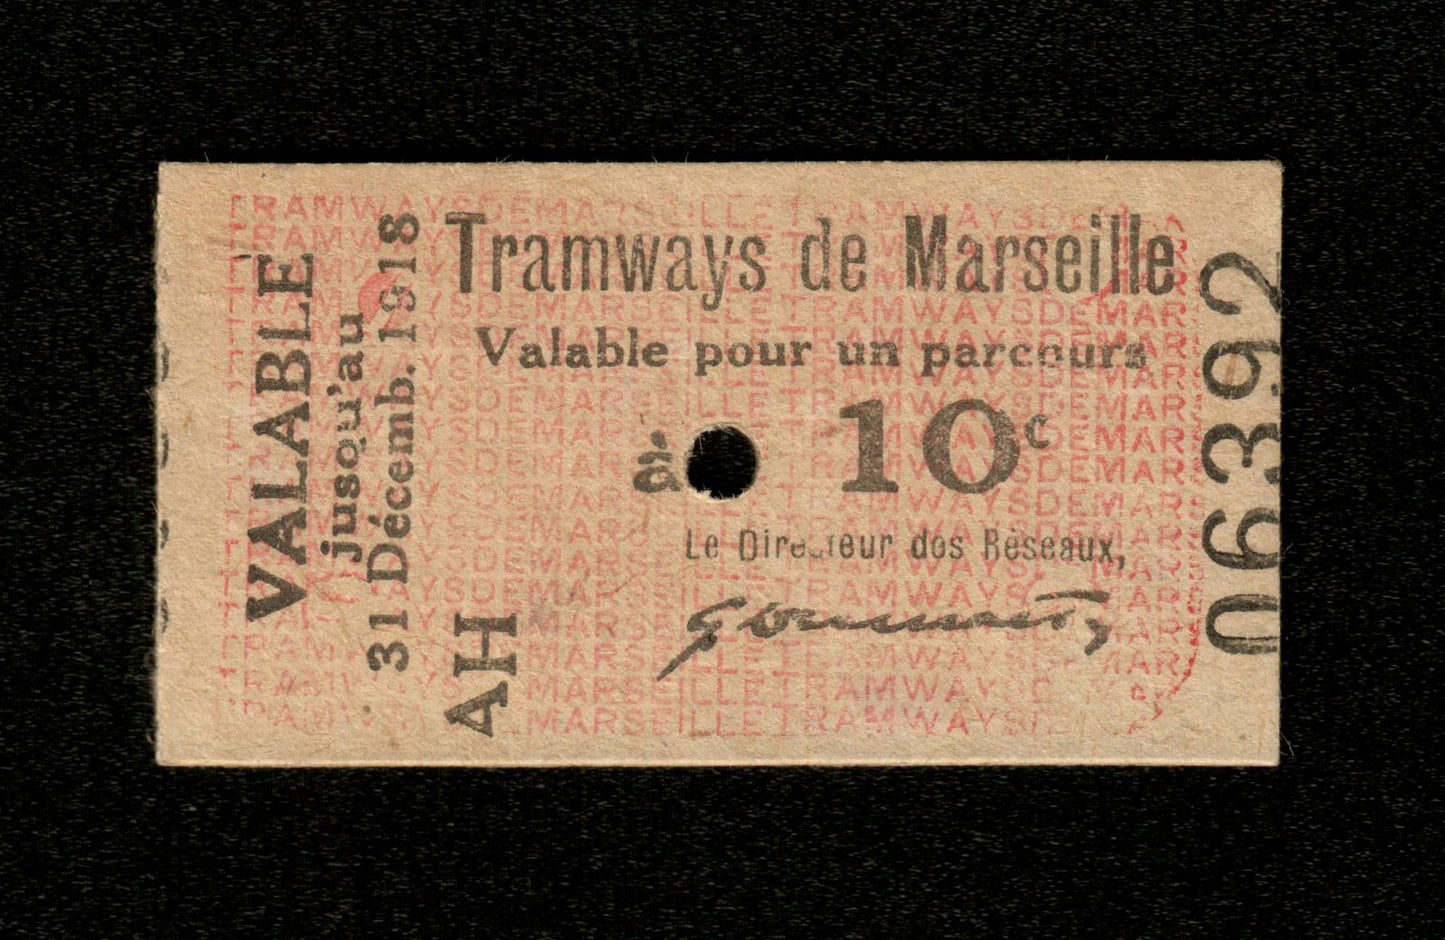 VALABLE
jusqu'au
31 Décemb. 1918
AH
Tramways de Marseille
Valable pour un parcours
à 10c
Le Directeur des Réseaux,
06392
TRAMWAYSDEMARSEILLETRAMWAYSDEMAR